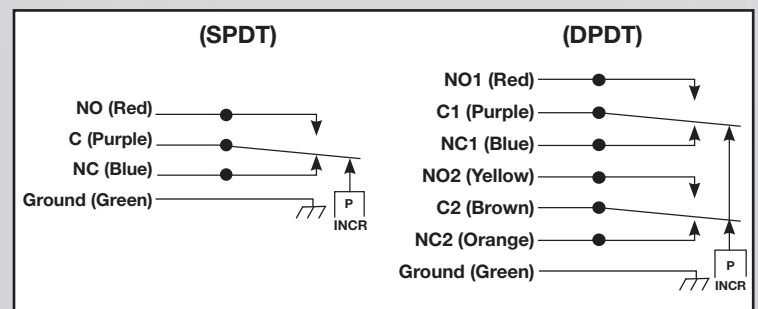 (SPDT)
NO (Red)
C (Purple)
NC (Blue)
Ground (Green)
P
INCR
(DPDT)
NO1 (Red)
C1 (Purple)
NC1 (Blue)
NO2 (Yellow)
C2 (Brown)
NC2 (Orange)
Ground (Green)
P
INCR